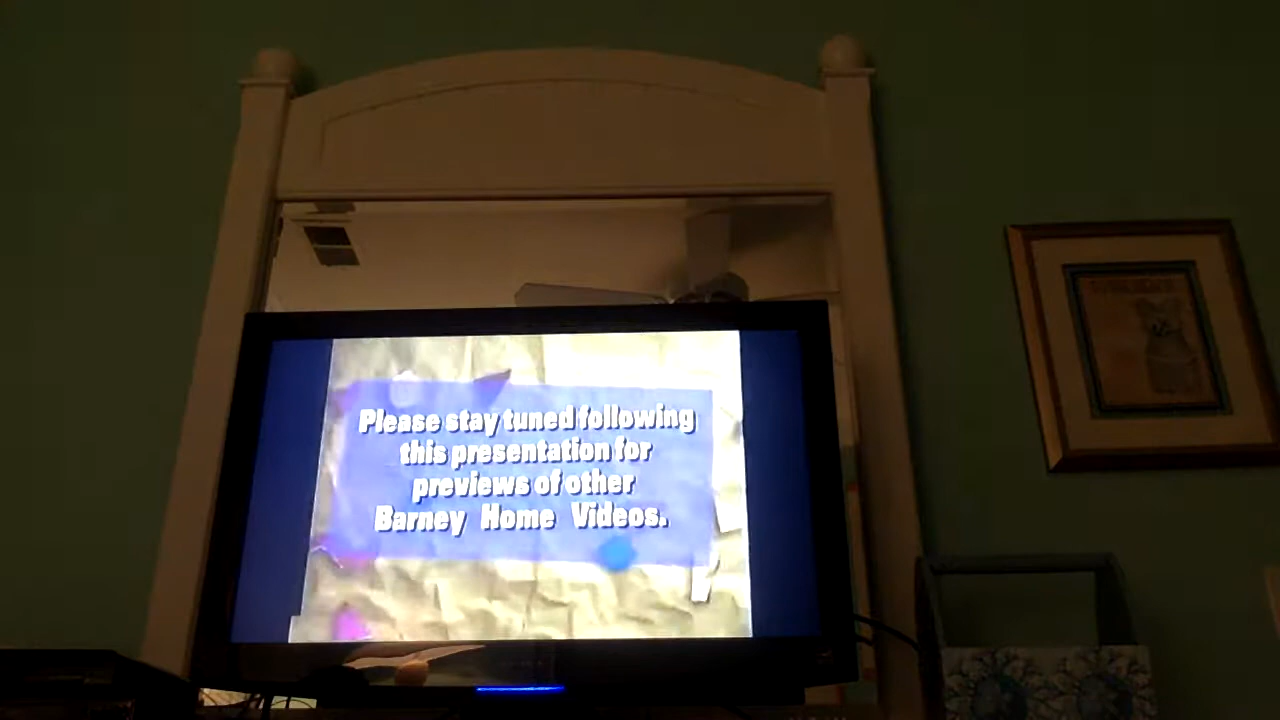 Please stay tuned following
this presentation for
previews of other
Barney Home Videos.